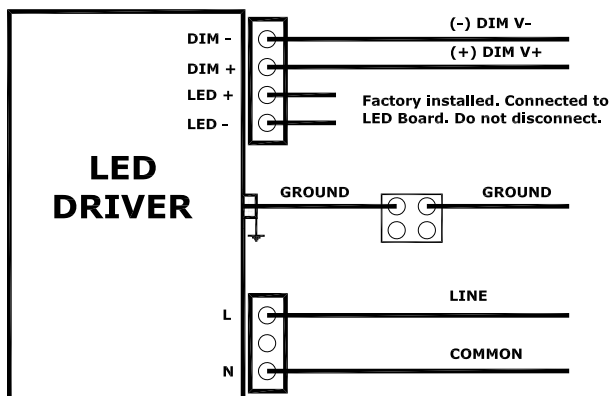 DIM -
(-) DIM V-
DIM +
(+) DIM V+
LED +
LED -
Factory installed. Connected to
LED Board. Do not disconnect.
LED
DRIVER
GROUND
GROUND
L
LINE
N
COMMON